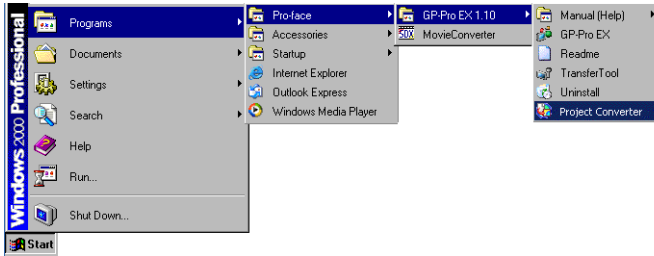 Windows 2000 Professional
Programs
Documents
Settings
Search
Help
Run...
Shut Down...
Start
Pro-face
Accessories
Startup
Internet Explorer
Outlook Express
Windows Media Player
GP-Pro EX 1.10
MovieConverter
Manual (Help)
GP-Pro EX
Readme
TransferTool
Uninstall
Project Converter